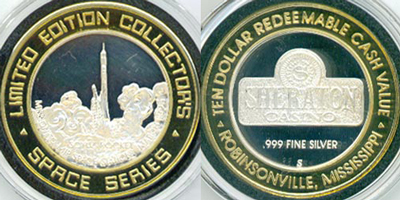 LIMITED EDITION COLLECTOR'S
SPACE SERIES
TEN DOLLAR REDEEMABLE CASH VALUE
SHERATON
CASINO
.999 FINE SILVER
S
ROBINSONVILLE, MISSISSIPPI